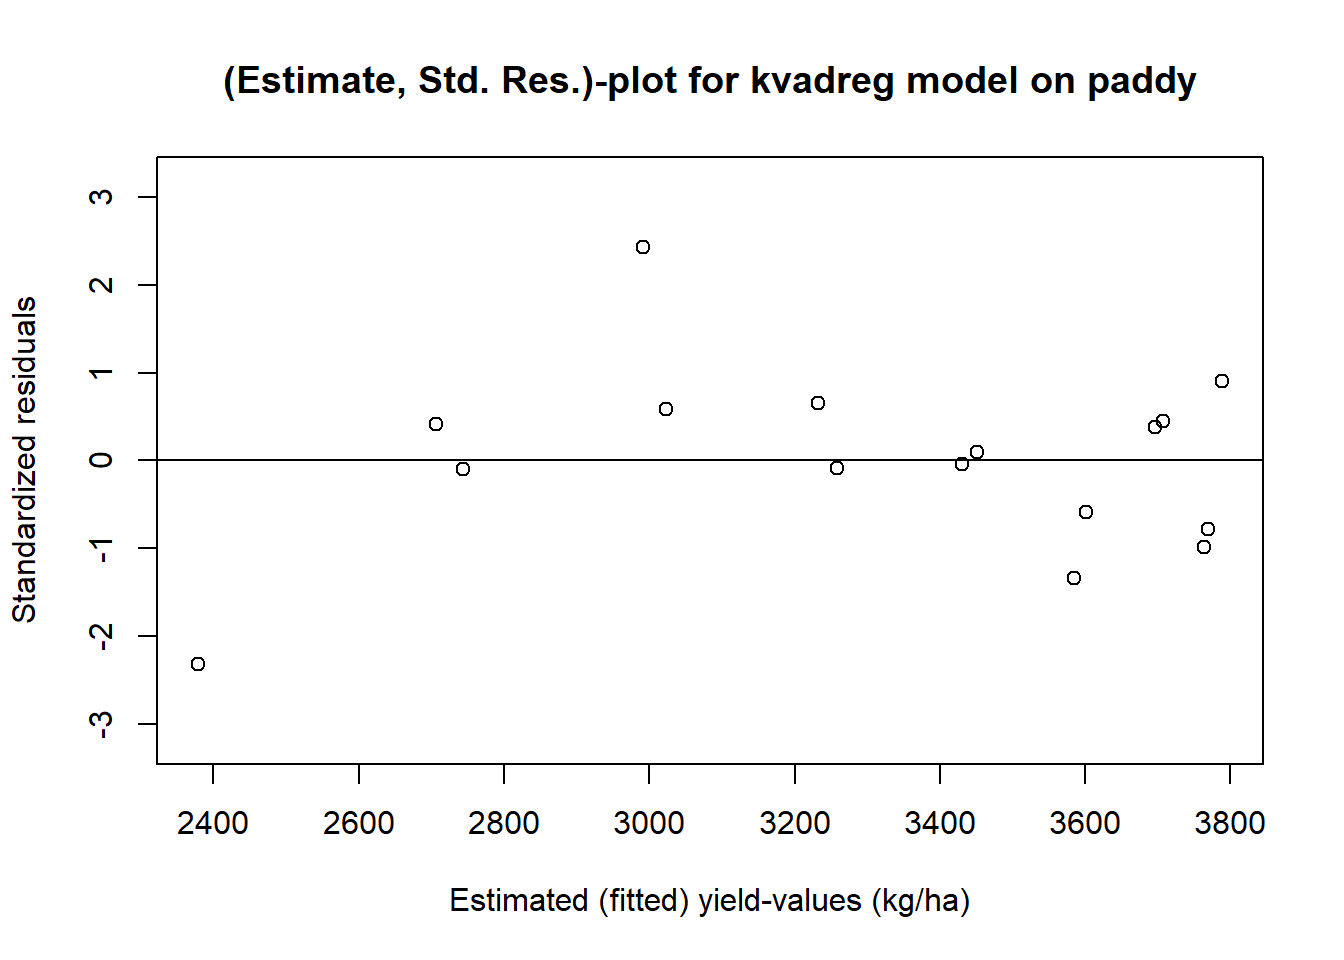 (Estimate, Std. Res.)-plot for kvadreg model on paddy
3
2
1
0
-1
-2
-3
Standardized residuals
2400 2600 2800 3000 3200 3400 3600 3800
Estimated (fitted) yield-values (kg/ha)